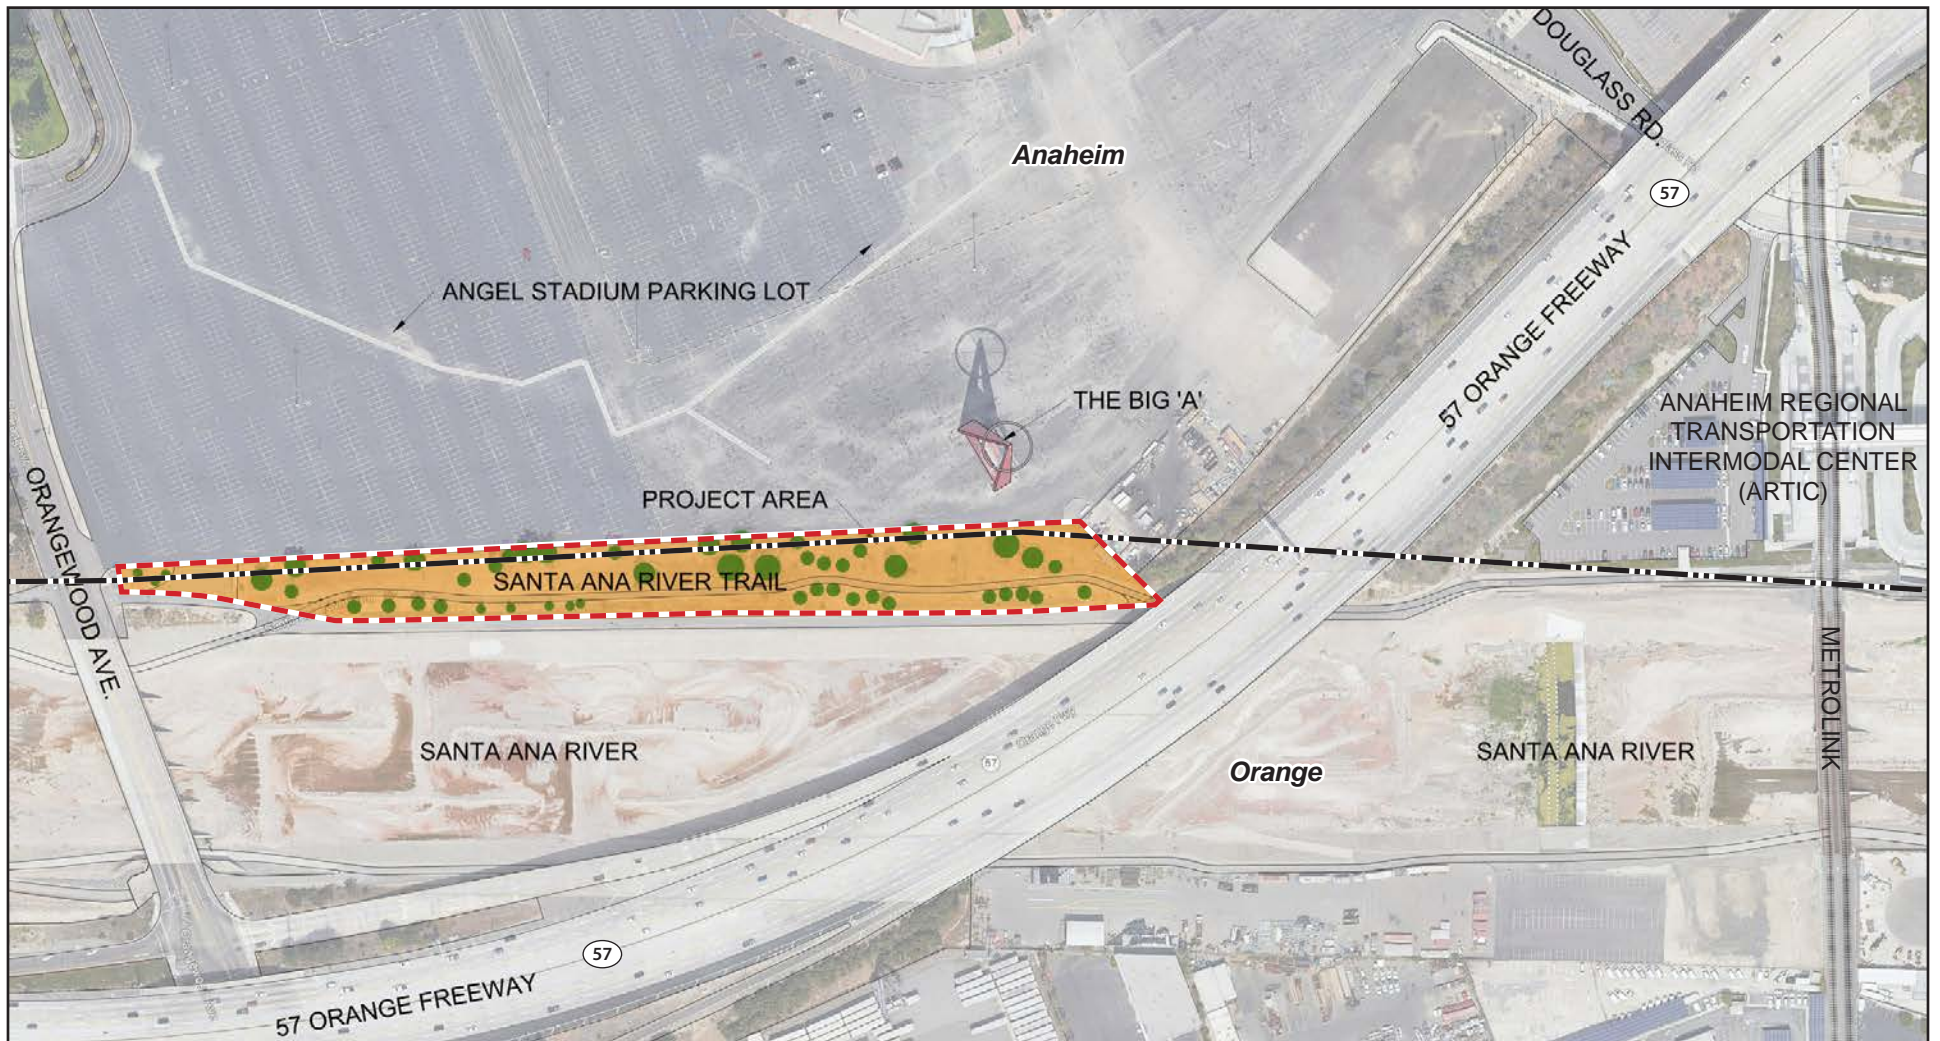 DOUGLASS RD.
Anaheim
57
ANGEL STADIUM PARKING LOT
57 ORANGE FREEWAY
THE BIG 'A'
ANAHEIM REGIONAL
TRANSPORTATION
INTERMODAL CENTER
(ARTIC)
PROJECT AREA
ORANGEWOOD AVE.
SANTA ANA RIVER TRAIL
METROLINK
SANTA ANA RIVER
Orange
SANTA ANA RIVER
57
57
57 ORANGE FREEWAY